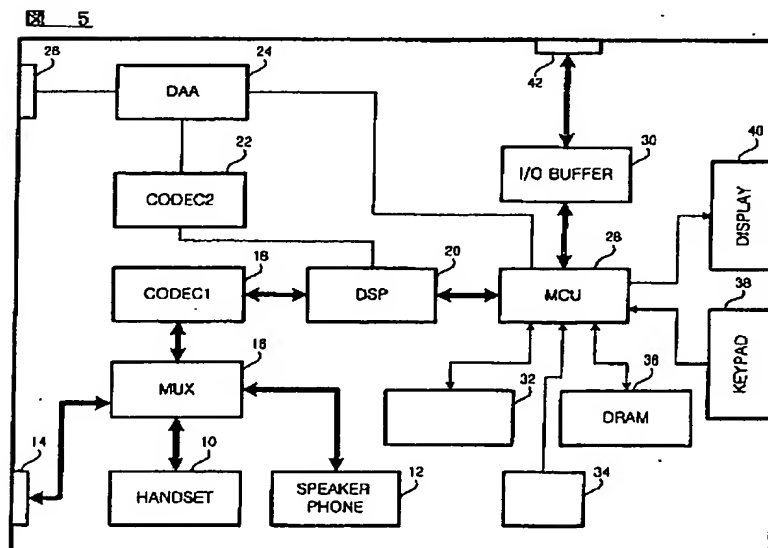 図 5
26
24
DAA
42
22
CODEC2
30
I/O BUFFER
40
DISPLAY
18
CODEC1
20
DSP
28
MCU
38
KEYPAD
16
MUX
32
36
DRAM
14
10
HANDSET
12
SPEAKER
PHONE
34